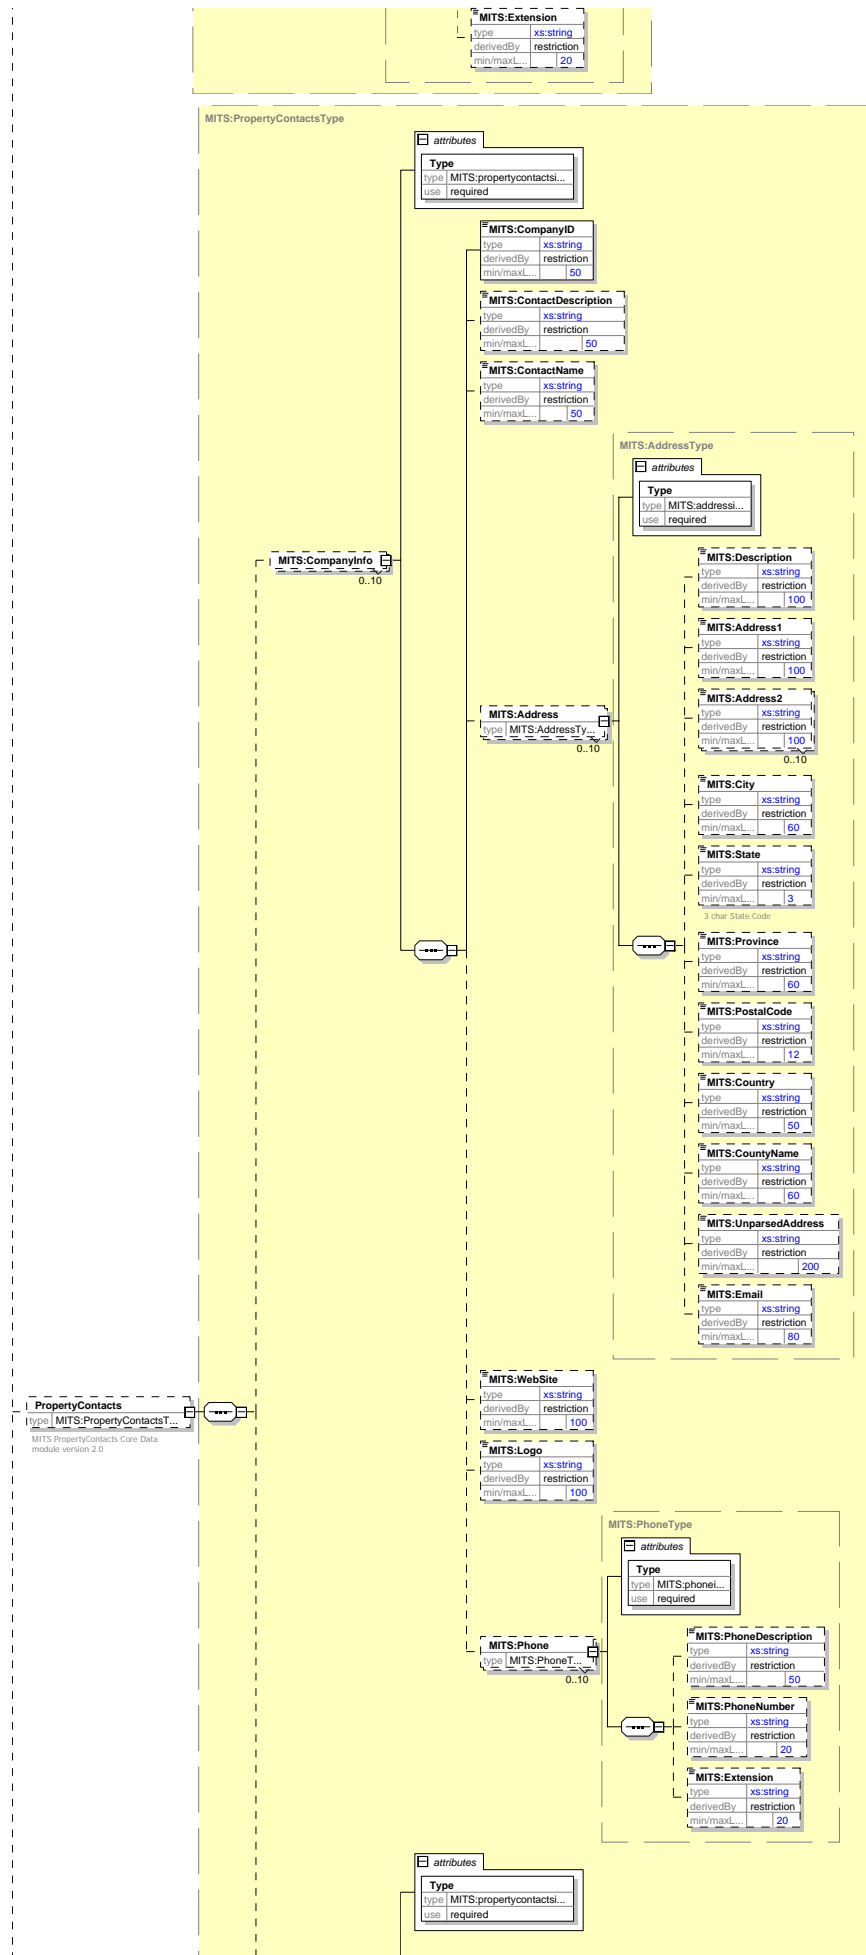 MITS:Extension
type xs:string
derivedBy restriction
min/maxL... 20
MITS:PropertyContactsType
attributes
Type
type MITS:propertycontactsi...
use required
MITS:CompanyID
type xs:string
derivedBy restriction
min/maxL... 50
MITS:ContactDescription
type xs:string
derivedBy restriction
min/maxL... 50
MITS:ContactName
type xs:string
derivedBy restriction
min/maxL... 50
MITS:AddressType
attributes
Type
type MITS:addressi...
use required
MITS:CompanyInfo
0..10
MITS:Description
type xs:string
derivedBy restriction
min/maxL... 100
MITS:Address1
type xs:string
derivedBy restriction
min/maxL... 100
MITS:Address2
type xs:string
derivedBy restriction
min/maxL... 100
0..10
MITS:Address
type MITS:AddressTy...
0..10
MITS:City
type xs:string
derivedBy restriction
min/maxL... 60
MITS:State
type xs:string
derivedBy restriction
min/maxL... 3
3 char State Code
MITS:Province
type xs:string
derivedBy restriction
min/maxL... 60
MITS:PostalCode
type xs:string
derivedBy restriction
min/maxL... 12
MITS:Country
type xs:string
derivedBy restriction
min/maxL... 50
MITS:CountyName
type xs:string
derivedBy restriction
min/maxL... 60
MITS:UnparsedAddress
type xs:string
derivedBy restriction
min/maxL... 200
MITS:Email
type xs:string
derivedBy restriction
min/maxL... 80
PropertyContacts
type MITS:PropertyContactsT...
MITS PropertyContacts Core Data
module version 2.0
MITS:WebSite
type xs:string
derivedBy restriction
min/maxL... 100
MITS:Logo
type xs:string
derivedBy restriction
min/maxL... 100
MITS:PhoneType
attributes
Type
type MITS:phonei...
use required
MITS:Phone
type MITS:PhoneT...
0..10
MITS:PhoneDescription
type xs:string
derivedBy restriction
min/maxL... 50
MITS:PhoneNumber
type xs:string
derivedBy restriction
min/maxL... 20
MITS:Extension
type xs:string
derivedBy restriction
min/maxL... 20
attributes
Type
type MITS:propertycontactsi...
use required